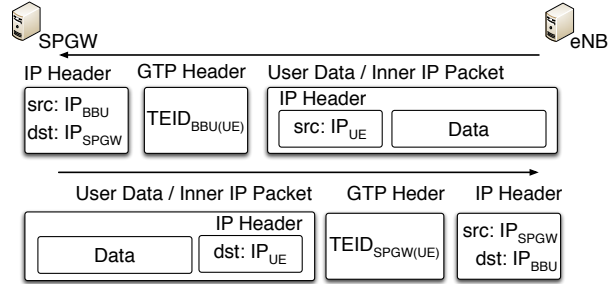 SPGW
eNB
IP Header GTP Header User Data / Inner IP Packet
IP Header
src: IP_BBU
dst: IP_SPGW
TEID_BBU(UE)
src: IP_UE
Data
User Data / Inner IP Packet GTP Heder IP Header
IP Header
Data
dst: IP_UE
TEID_SPGW(UE)
src: IP_SPGW
dst: IP_BBU